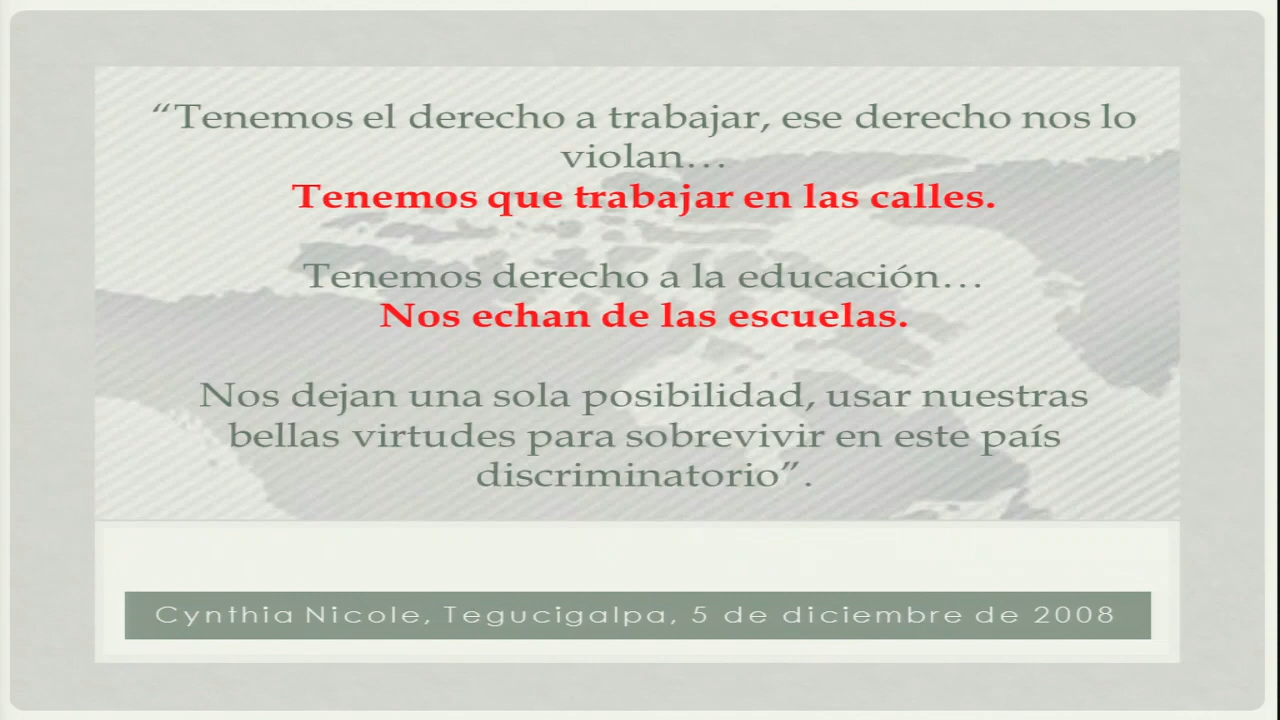 “Tenemos el derecho a trabajar, ese derecho nos lo
violan…
Tenemos que trabajar en las calles.
Tenemos derecho a la educación…
Nos echan de las escuelas.
Nos dejan una sola posibilidad, usar nuestras
bellas virtudes para sobrevivir en este país
discriminatorio”.
Cynthia Nicole, Tegucigalpa, 5 de diciembre de 2008